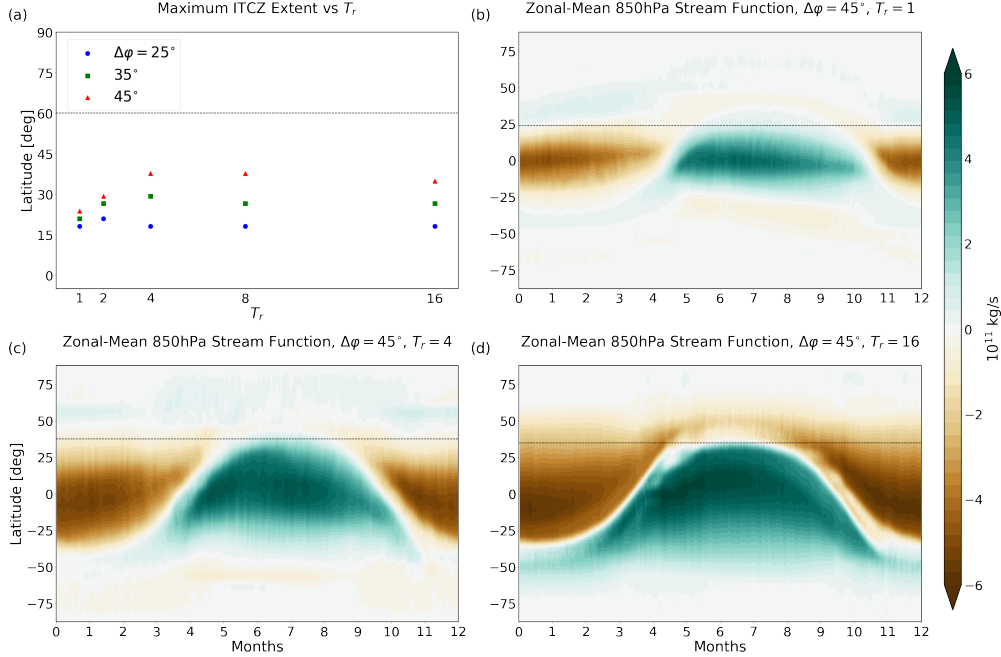 (a)
Maximum ITCZ Extent vs T_r
90
75
60
45
30
15
0
Latitude [deg]
Δφ = 25°
35°
45°
1 2 4 8 16
T_r
(b)
Zonal-Mean 850hPa Stream Function, Δφ = 45°, T_r = 1
75
50
25
0
−25
−50
−75
0 1 2 3 4 5 6 7 8 9 10 11 12
6
4
2
0
−2
−4
−6
10^11 kg/s
(c)
Zonal-Mean 850hPa Stream Function, Δφ = 45°, T_r = 4
75
50
25
0
−25
−50
−75
Latitude [deg]
0 1 2 3 4 5 6 7 8 9 10 11 12
Months
(d)
Zonal-Mean 850hPa Stream Function, Δφ = 45°, T_r = 16
75
50
25
0
−25
−50
−75
0 1 2 3 4 5 6 7 8 9 10 11 12
Months